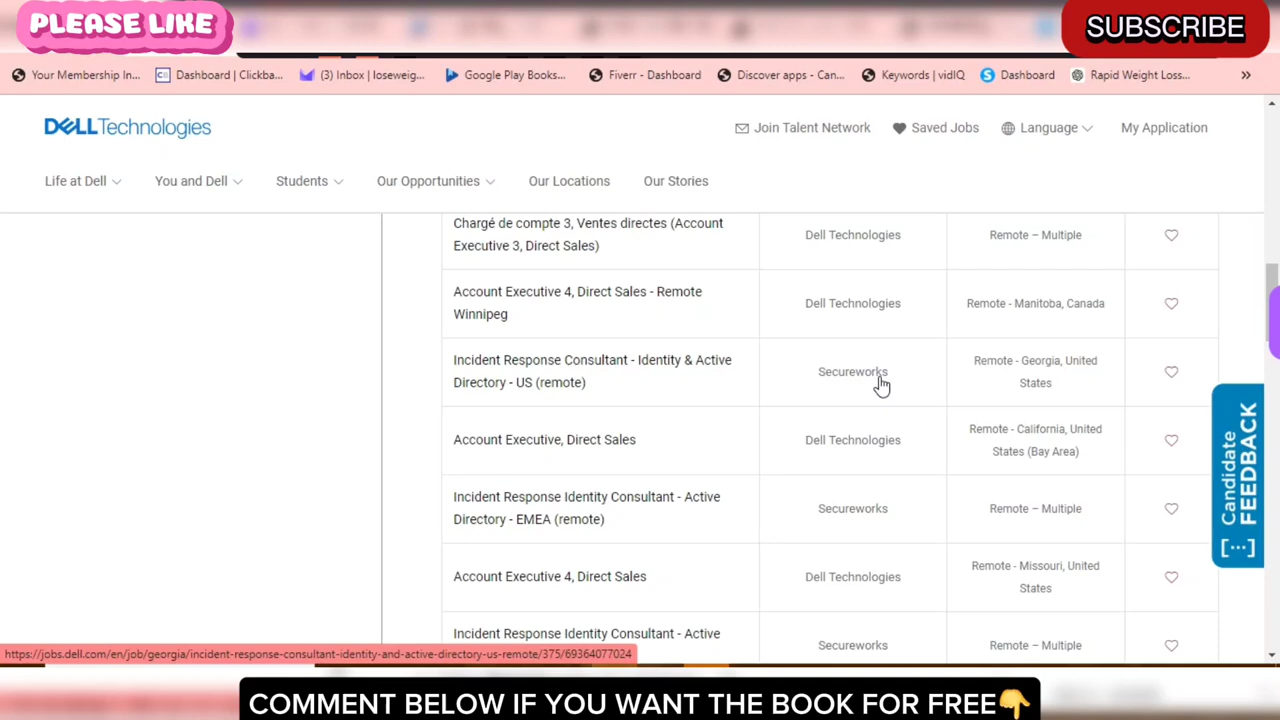 PLEASE LIKE
SUBSCRIBE
Your Membership In... Dashboard | Clickba... (3) Inbox | loseweig... Google Play Books... Fiverr - Dashboard Discover apps - Can... Keywords | vidIQ Dashboard Rapid Weight Loss... »
DELLTechnologies
Join Talent Network Saved Jobs Language My Application
Life at Dell You and Dell Students Our Opportunities Our Locations Our Stories
Chargé de compte 3, Ventes directes (Account
Executive 3, Direct Sales)
Dell Technologies
Remote – Multiple
Account Executive 4, Direct Sales - Remote
Winnipeg
Dell Technologies
Remote - Manitoba, Canada
Incident Response Consultant - Identity & Active
Directory - US (remote)
Secureworks
Remote - Georgia, United
States
Account Executive, Direct Sales
Dell Technologies
Remote - California, United
States (Bay Area)
Incident Response Identity Consultant - Active
Directory - EMEA (remote)
Secureworks
Remote – Multiple
Account Executive 4, Direct Sales
Dell Technologies
Remote - Missouri, United
States
Incident Response Identity Consultant - Active
Secureworks
Remote – Multiple
Candidate
FEEDBACK
[···]
https://jobs.dell.com/en/job/georgia/incident-response-consultant-identity-and-active-directory-us-remote/375/69364077024
COMMENT BELOW IF YOU WANT THE BOOK FOR FREE👇